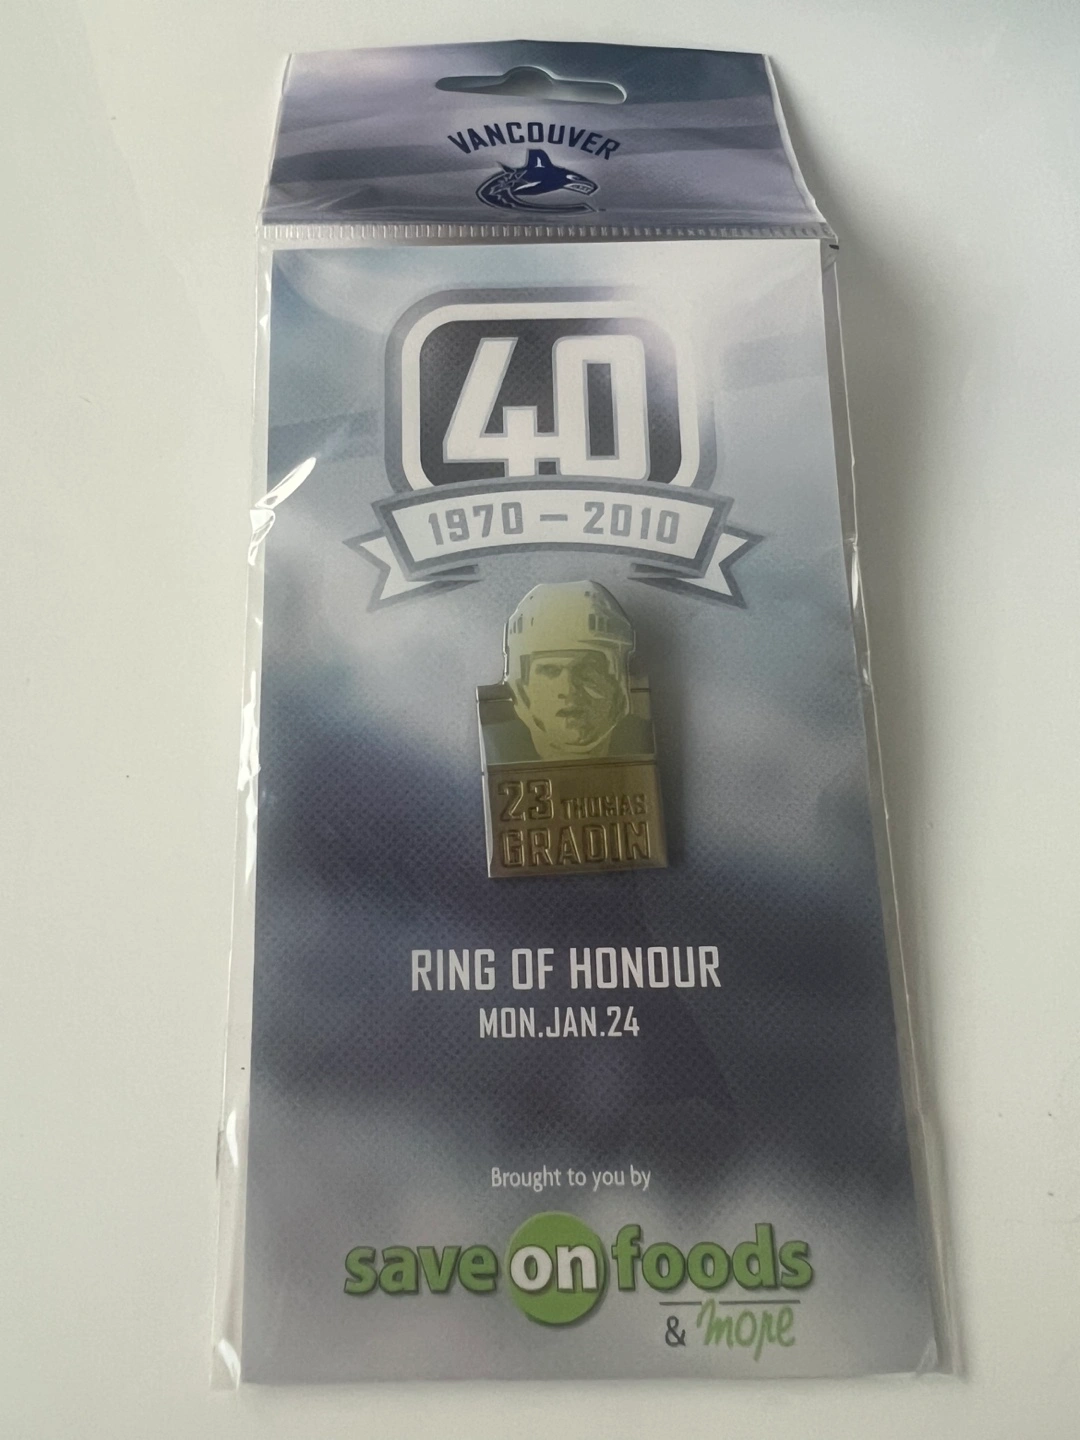 VANCOUVER
40
1970 – 2010
23 THOMAS
GRADIN
RING OF HONOUR
MON.JAN.24
Brought to you by
save on foods
& more